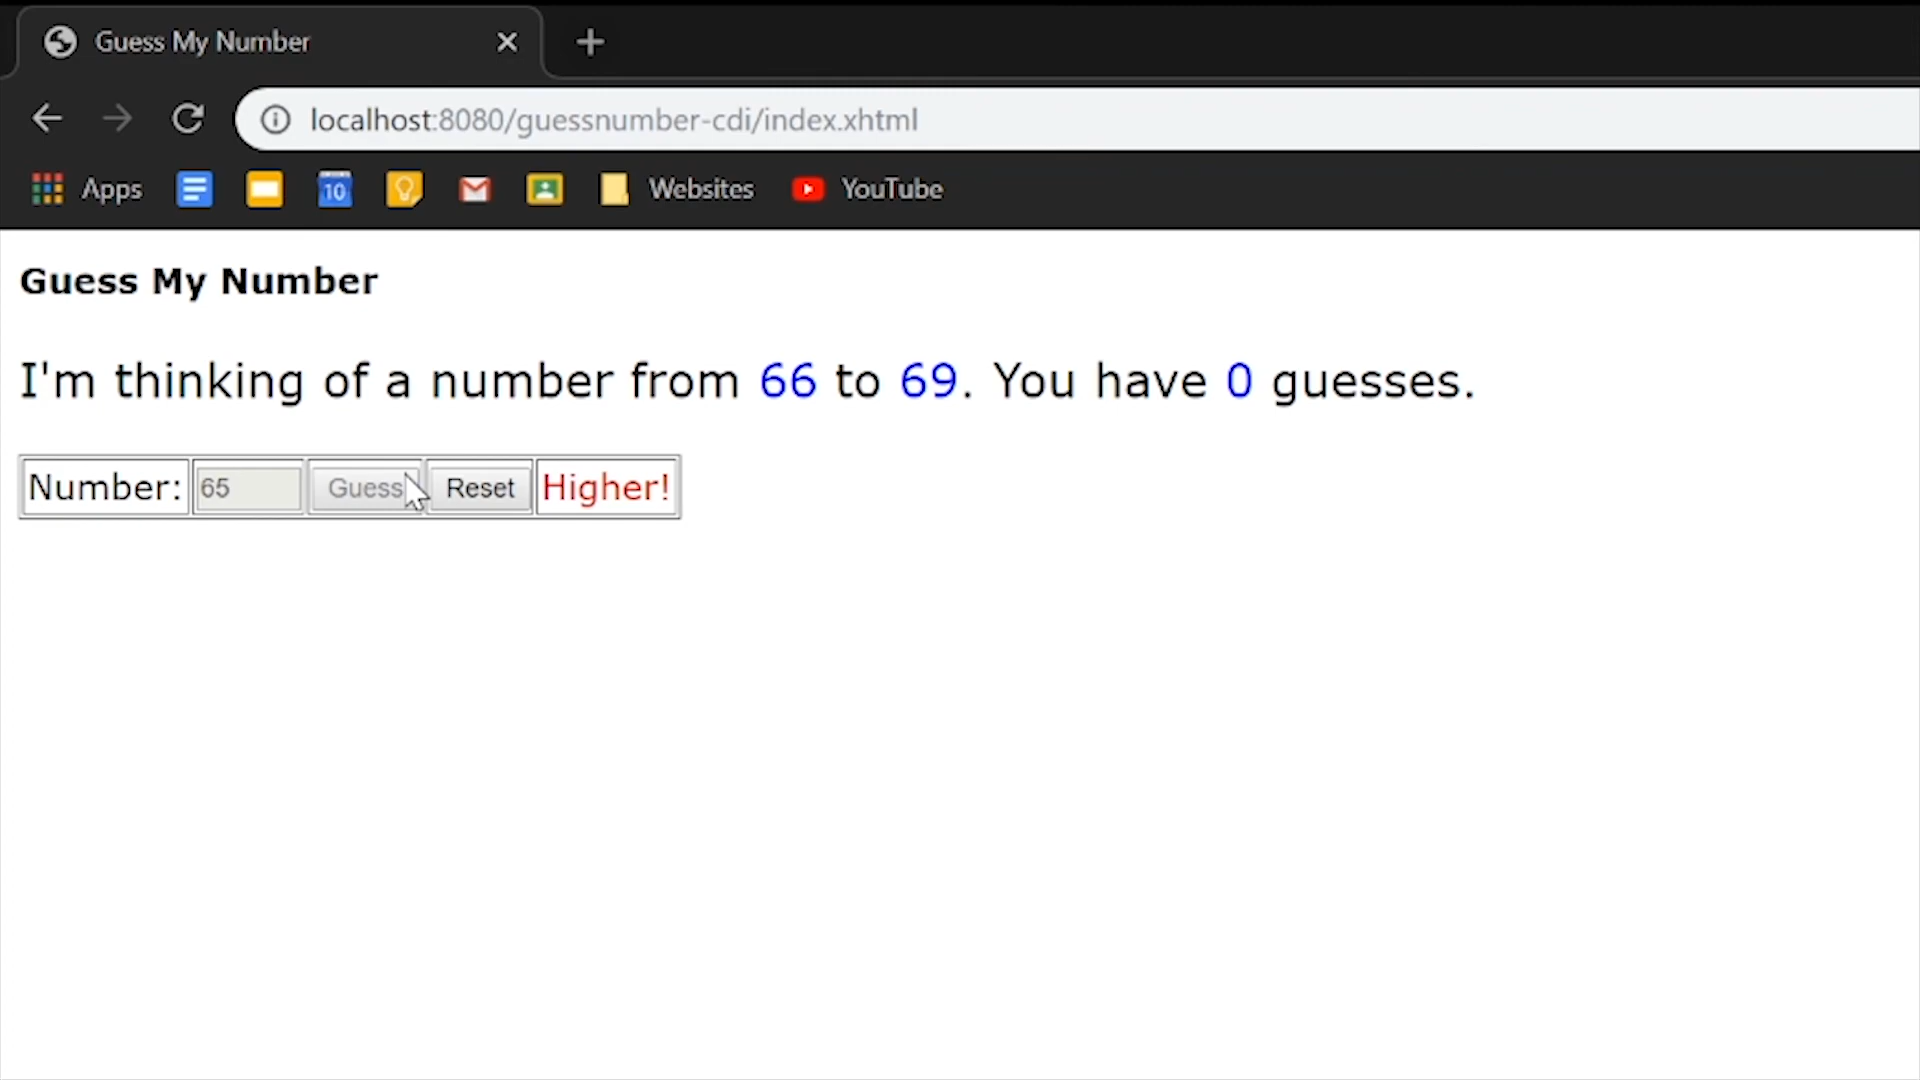 Guess My Number
localhost:8080/guessnumber-cdi/index.xhtml
Apps 10 Websites YouTube
Guess My Number
I'm thinking of a number from 66 to 69. You have 0 guesses.
Number: 65 Guess Reset Higher!